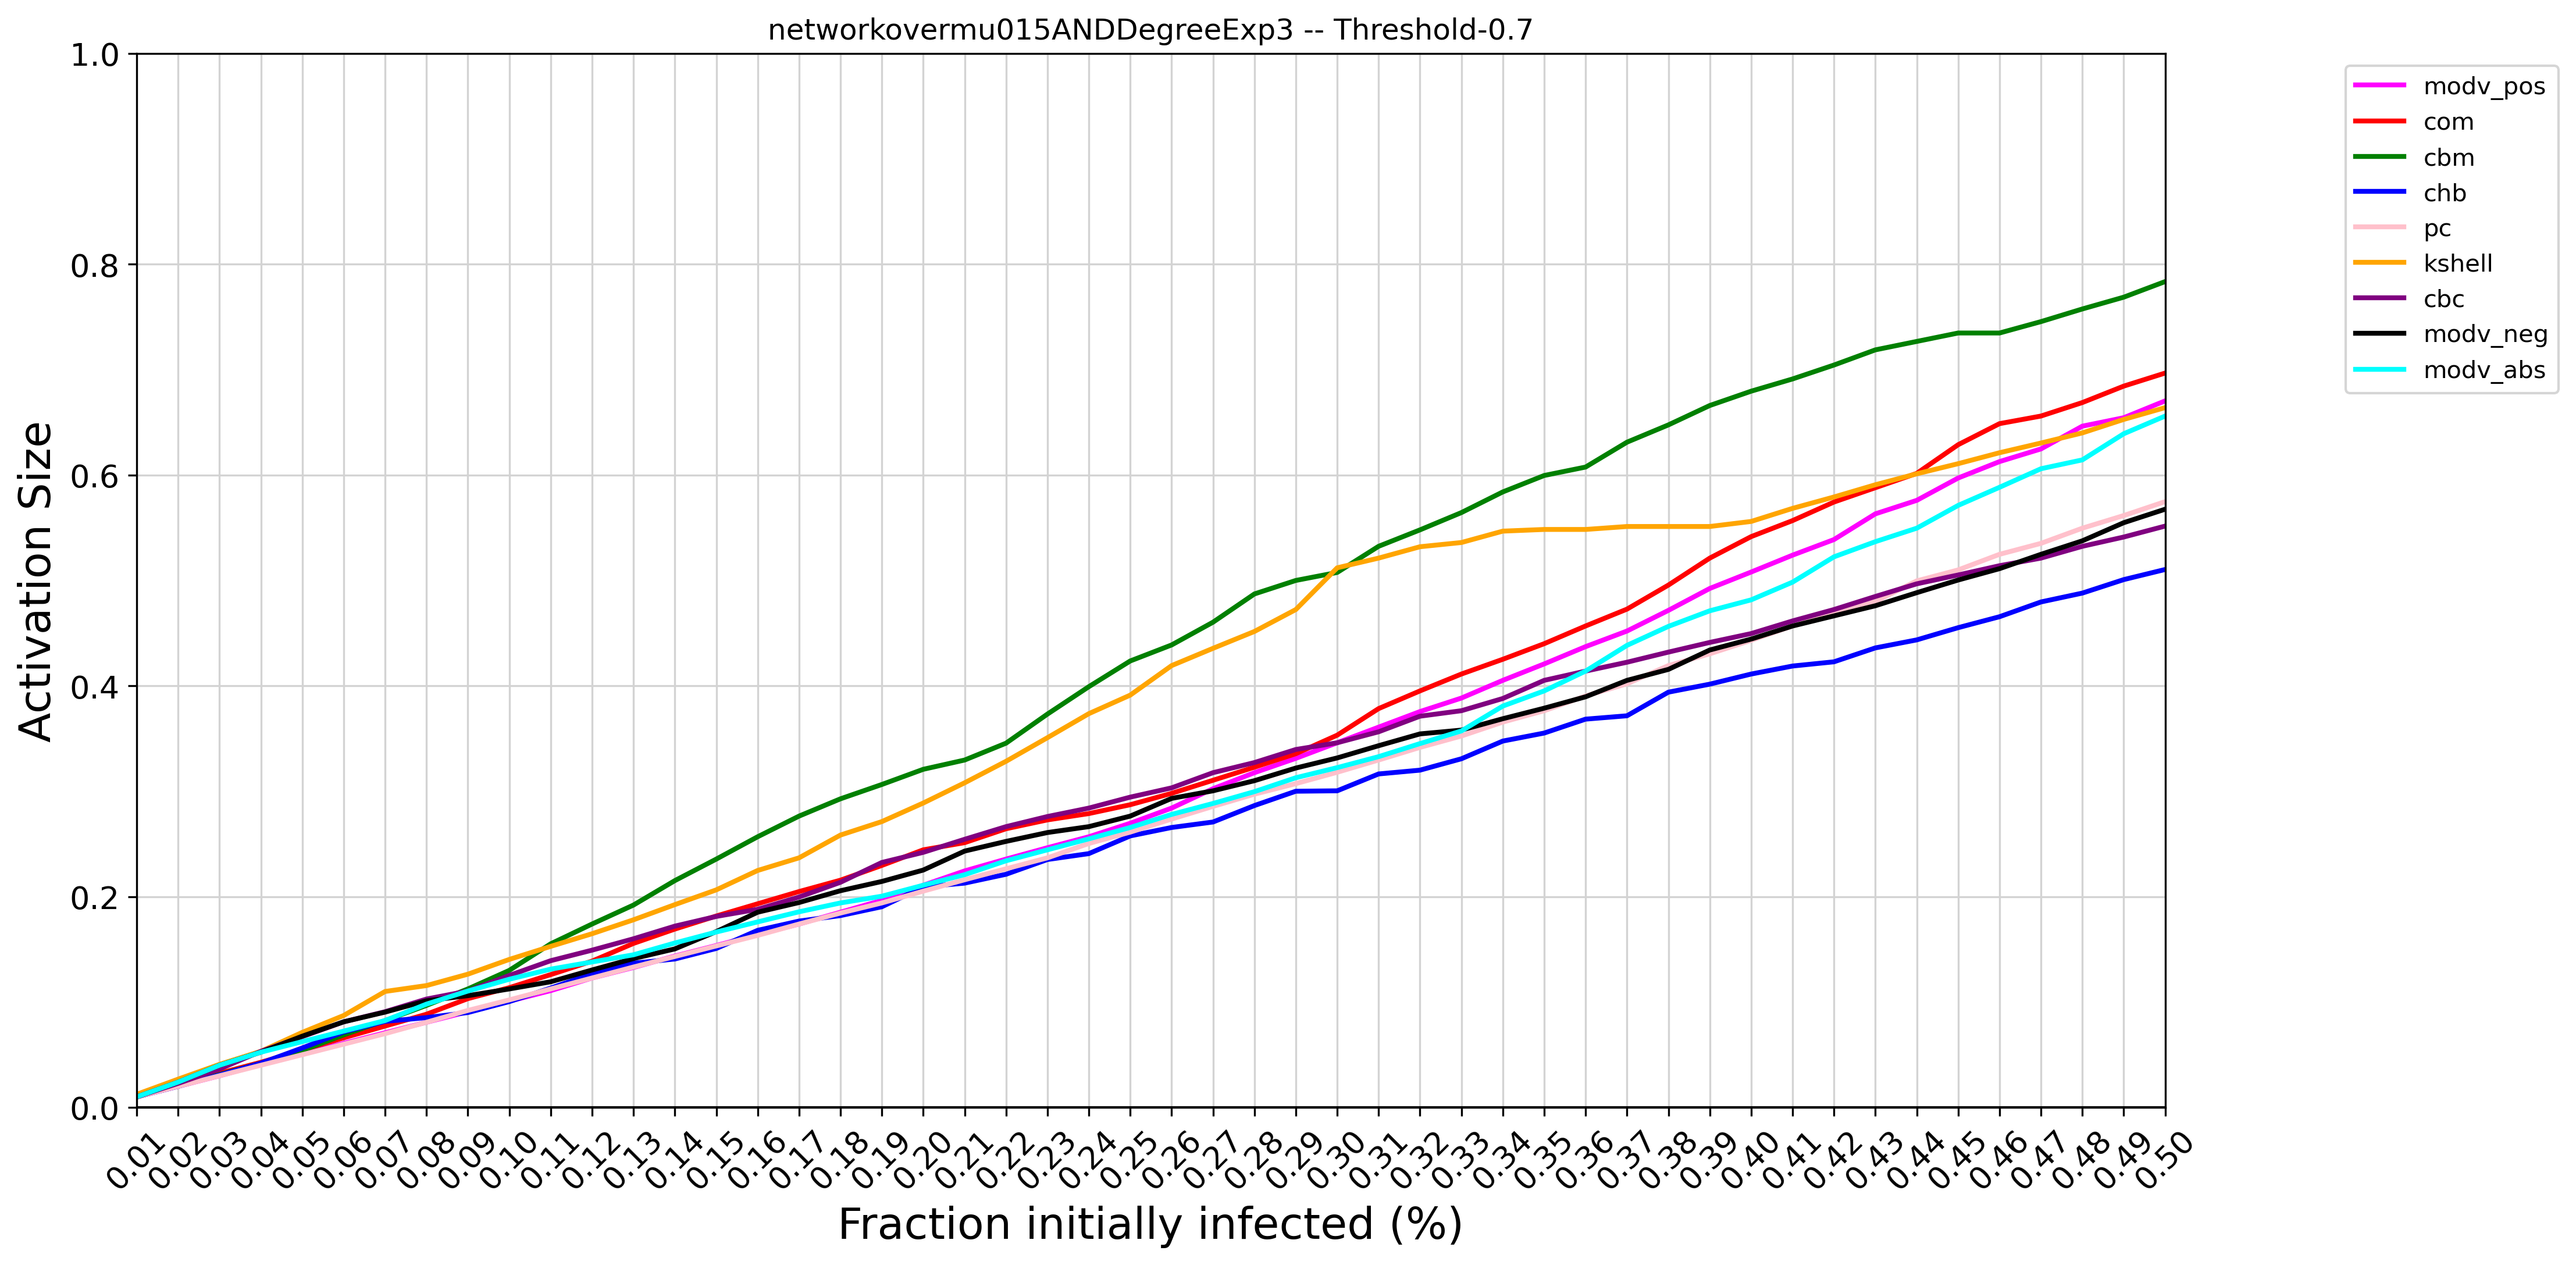 networkovermu015ANDDegreeExp3 -- Threshold-0.7
1.0
0.8
0.6
0.4
0.2
0.0
Activation Size
0.01 0.02 0.03 0.04 0.05 0.06 0.07 0.08 0.09 0.10 0.11 0.12 0.13 0.14 0.15 0.16 0.17 0.18 0.19 0.20 0.21 0.22 0.23 0.24 0.25 0.26 0.27 0.28 0.29 0.30 0.31 0.32 0.33 0.34 0.35 0.36 0.37 0.38 0.39 0.40 0.41 0.42 0.43 0.44 0.45 0.46 0.47 0.48 0.49 0.50
Fraction initially infected (%)
modv_pos
com
cbm
chb
pc
kshell
cbc
modv_neg
modv_abs